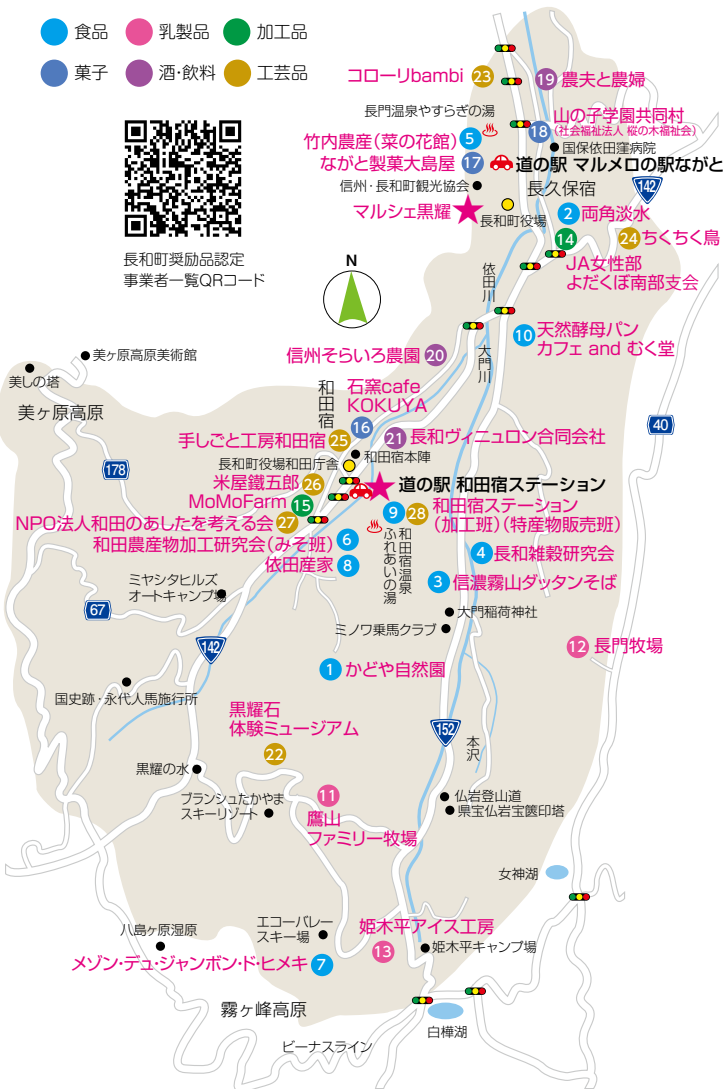 食品
乳製品
加工品
菓子
酒・飲料
工芸品
長和町奨励品認定
事業者一覧QRコード
N
コローリbambi
23
19
農夫と農婦
長門温泉やすらぎの湯
山の子学園共同村
(社会福祉法人 樅の木福祉会)
18
国保依田窪病院
竹内農産(菜の花館)
5
ながと製菓大島屋
17
道の駅 マルメロの駅ながと
信州・長和町観光協会
長久保宿
142
マルシェ黒耀
長和町役場
2
両角淡水
14
24
ちくちく鳥
JA女性部
よだくぼ南部支会
依田川
大門川
10
天然酵母パン
カフェ and むく堂
美ヶ原高原美術館
美しの塔
美ヶ原高原
信州そらいろ農園
20
和田宿
石窯cafe
KOKUYA
16
40
手しごと工房和田宿
25
21
長和ヴィニュロン合同会社
和田宿本陣
長和町役場和田庁舎
178
米屋鐵五郎
26
道の駅 和田宿ステーション
MoMoFarm
15
NPO法人和田のあしたを考える会
27
9
28
和田宿ステーション
(加工班)(特産物販売班)
和田農産物加工研究会(みそ班)
6
和田宿温泉
ふれあいの湯
依田産家
8
4
長和雑穀研究会
3
信濃霧山ダッタンそば
ミヤシタヒルズ
オートキャンプ場
67
大門稲荷神社
ミノワ乗馬クラブ
142
12
長門牧場
1
かどや自然園
国史跡・永代人馬施行所
黒耀石
体験ミュージアム
22
152
本沢
黒耀の水
ブランシュたかやま
スキーリゾート
11
鷹山
ファミリー牧場
仏岩登山道
県宝仏岩宝篋印塔
女神湖
八島ヶ原湿原
エコーバレー
スキー場
姫木平アイス工房
13
姫木平キャンプ場
メゾン・デュ・ジャンボン・ド・ヒメキ
7
霧ヶ峰高原
白樺湖
ビーナスライン